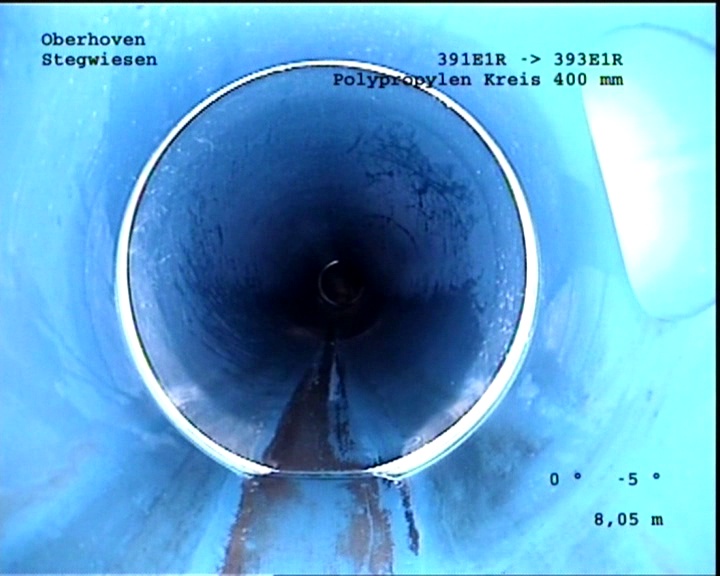 Oberhoven
Stegwiesen
391E1R -> 393E1R
Polypropylen Kreis 400 mm
0 ° -5 °
8,05 m